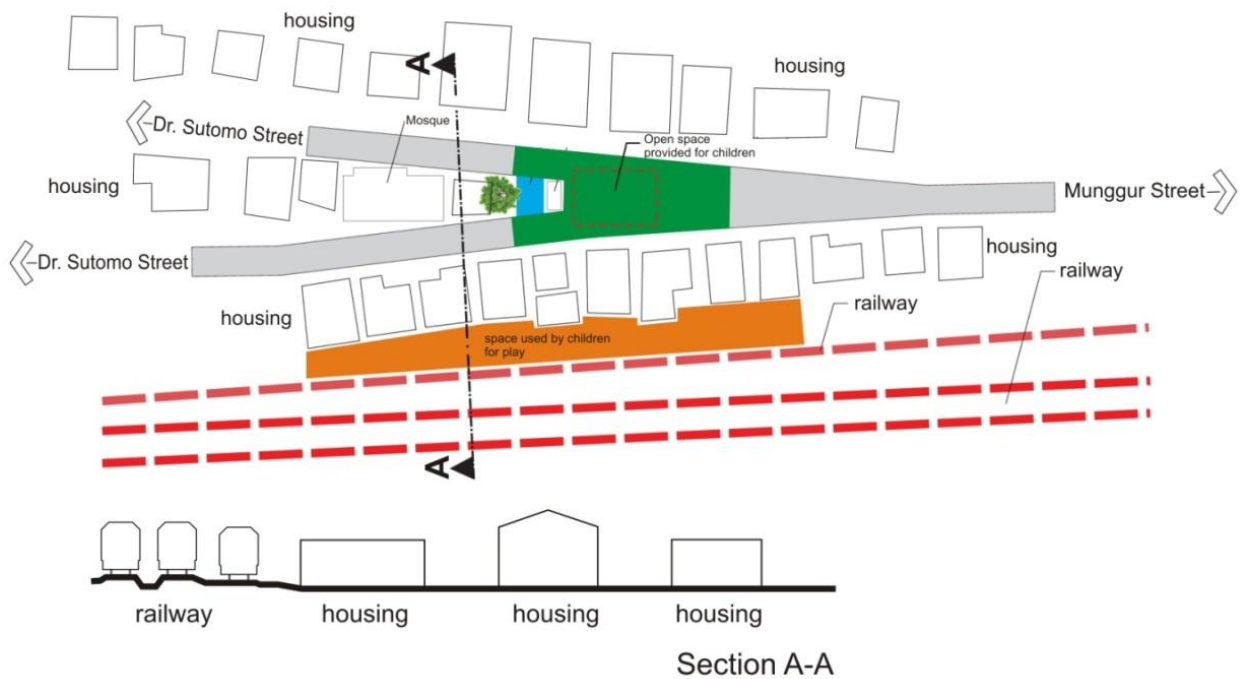 housing
A
housing
Dr. Sutomo Street
Mosque
Open space
provided for children
housing
Munggur Street
Dr. Sutomo Street
housing
railway
housing
railway
space used by children
for play
A
railway
housing
housing
housing
Section A-A